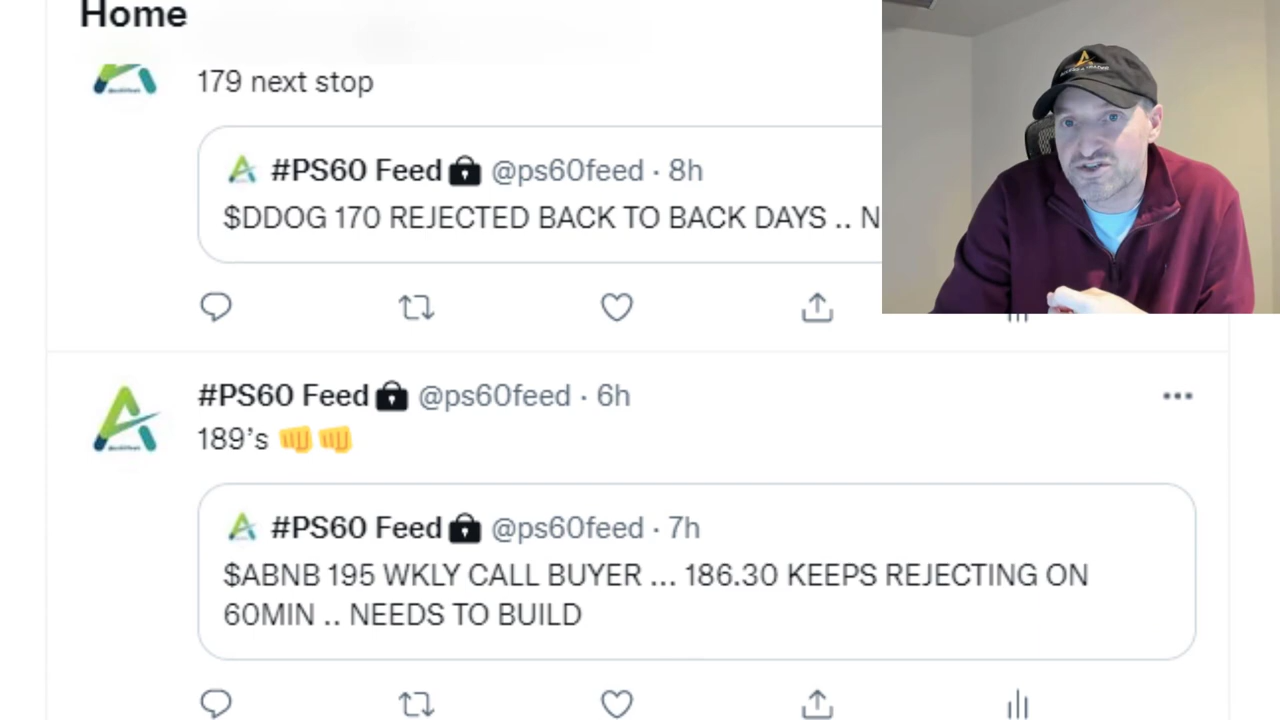 Home
179 next stop
#PS60 Feed @ps60feed · 8h
$DDOG 170 REJECTED BACK TO BACK DAYS .. N
#PS60 Feed @ps60feed · 6h
189’s 👊👊
#PS60 Feed @ps60feed · 7h
$ABNB 195 WKLY CALL BUYER ... 186.30 KEEPS REJECTING ON
60MIN .. NEEDS TO BUILD